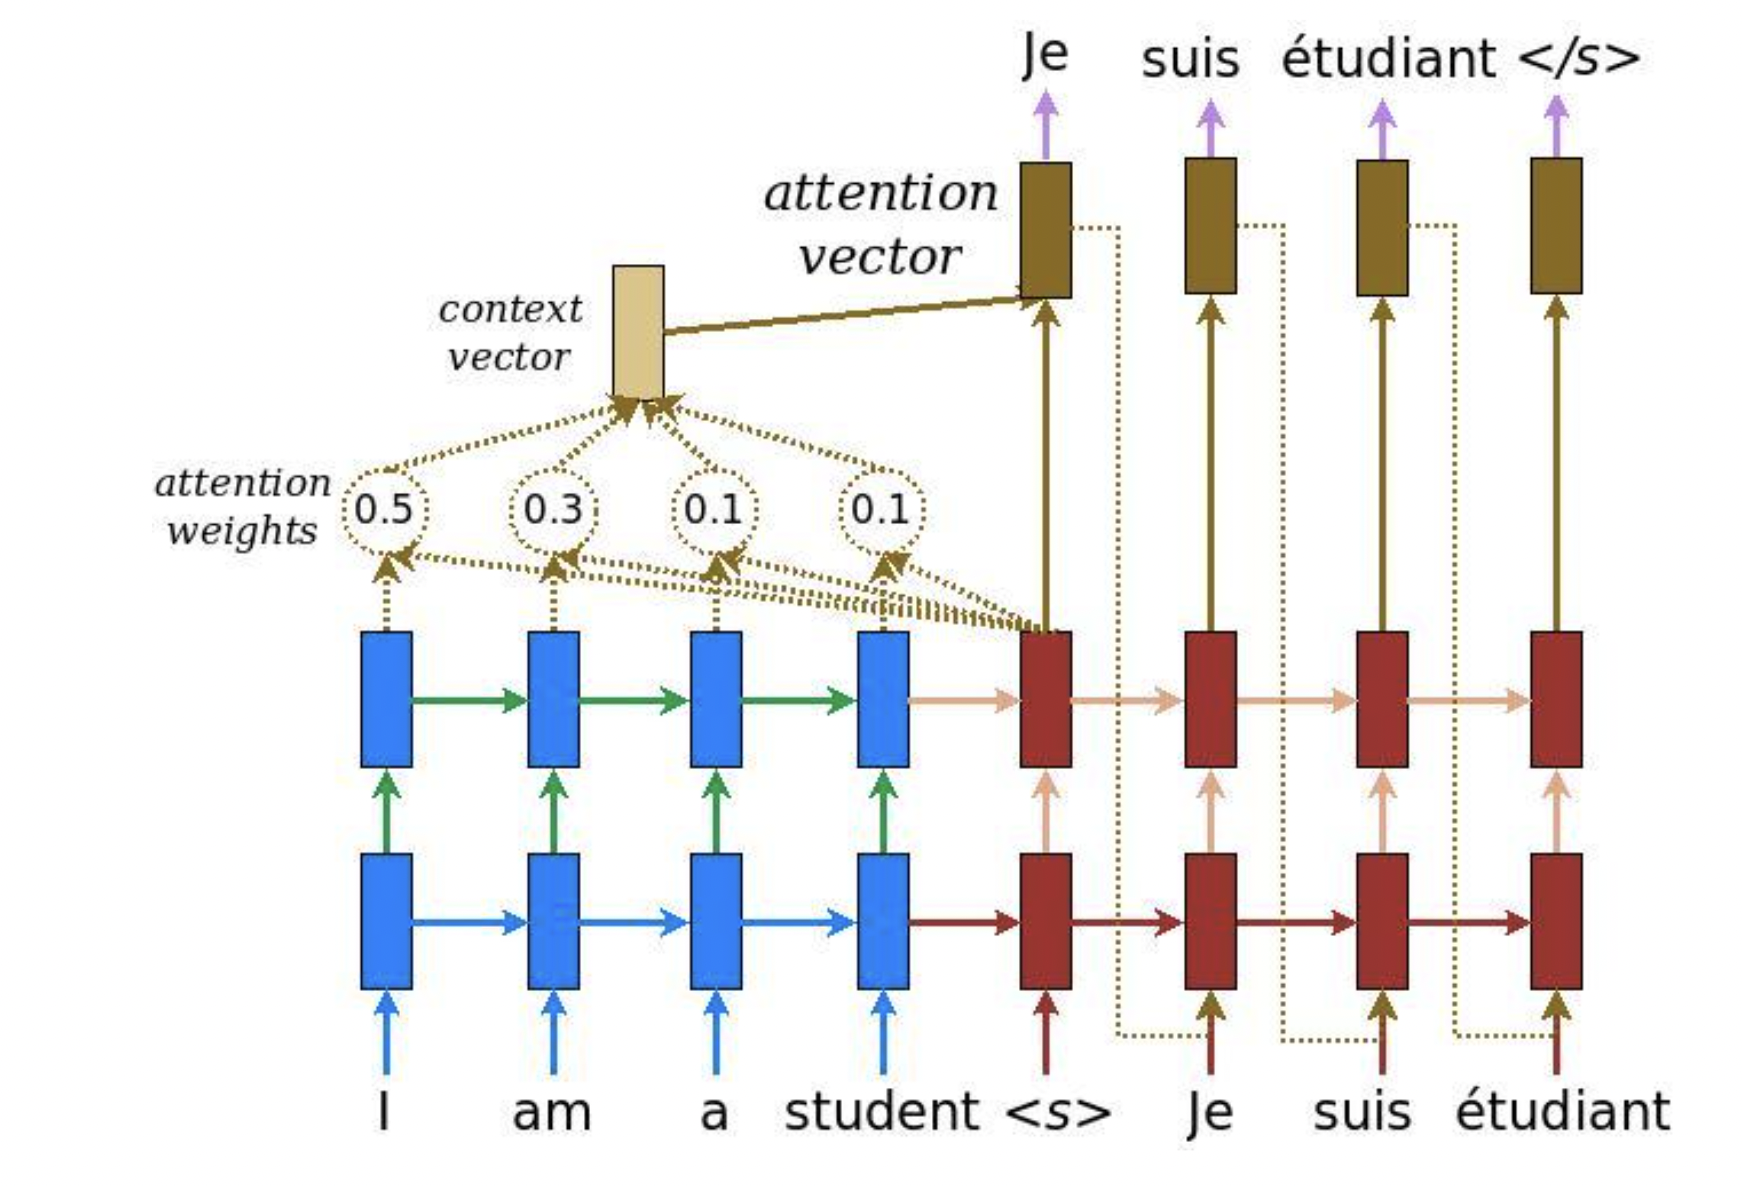 Je suis étudiant </s>
attention
vector
context
vector
attention
weights
0.5 0.3 0.1 0.1
I am a student <s> Je suis étudiant